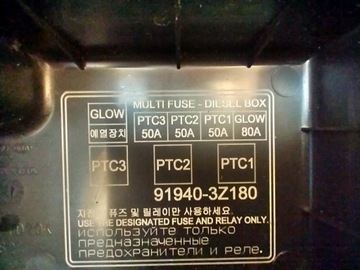 MULTI FUSE - DIESEL BOX
GLOW PTC3 PTC2 PTC1 GLOW
예열장치 50A 50A 50A 80A
PTC3 PTC2 PTC1
91940-3Z180
지정된 퓨즈 및 릴레이만 사용하세요.
USE THE DESIGNATED FUSE AND RELAY ONLY.
используйте только
предназначенные
предохранители и реле.